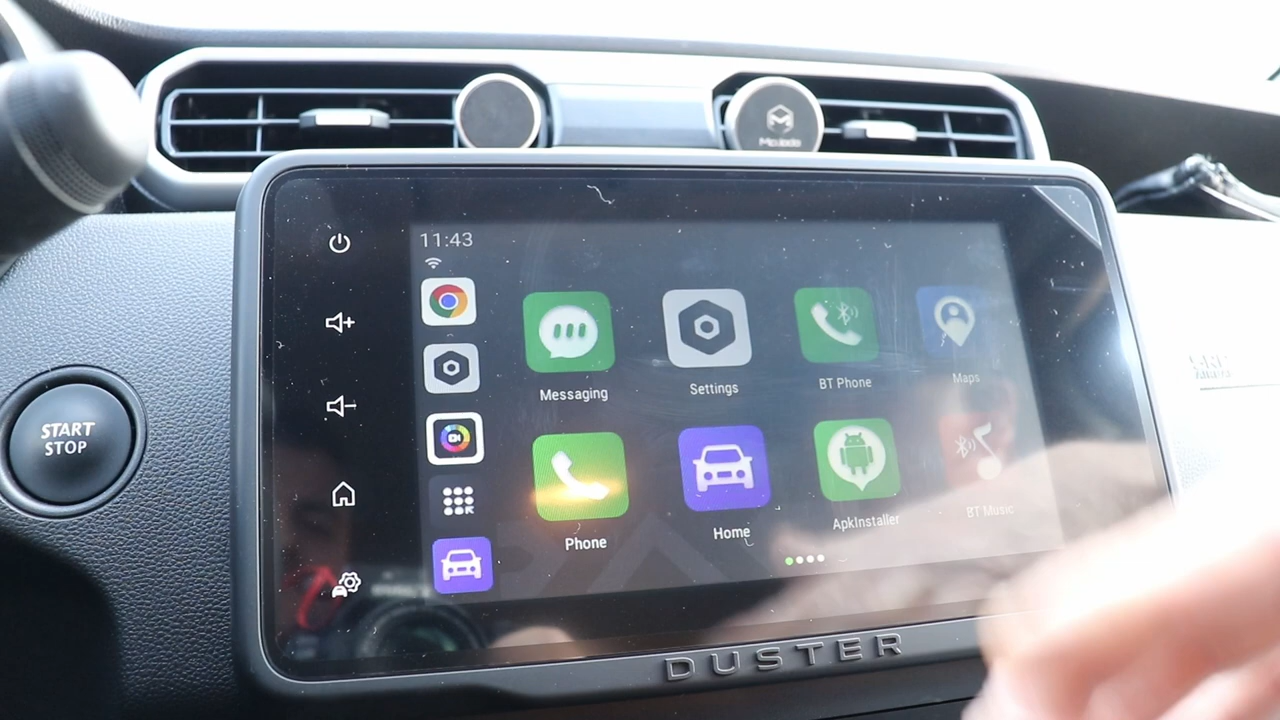 11:43
START
STOP
Messaging
Settings
BT Phone
Maps
Phone
Home
ApkInstaller
BT Music
DUSTER